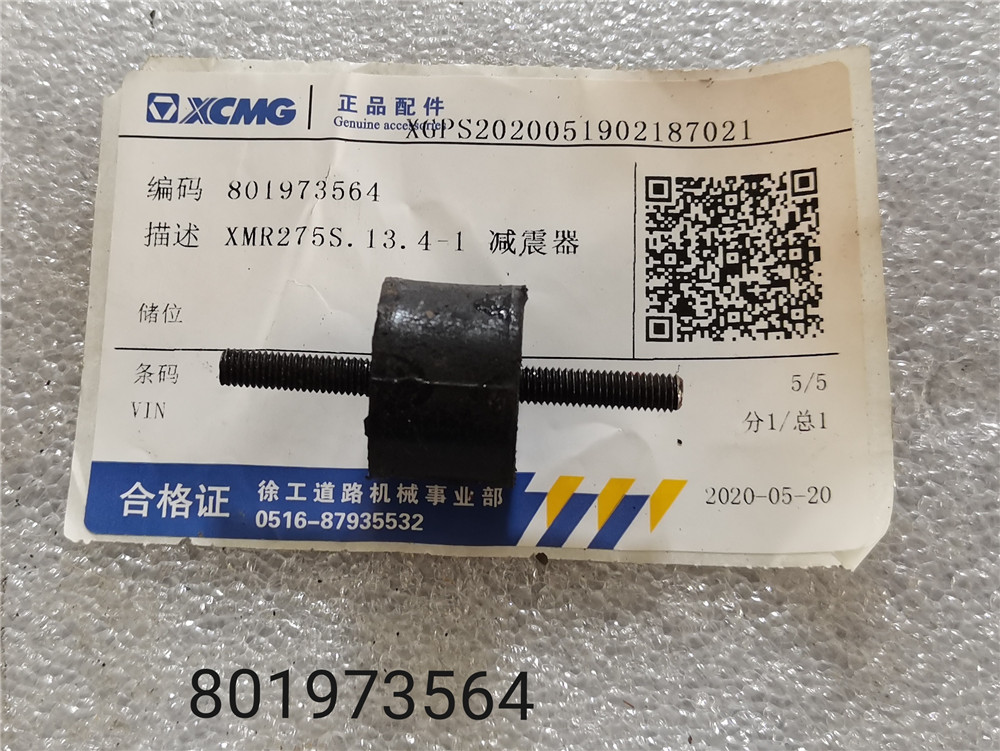 XCMG
正品配件
Genuine accessories
XGPS2020051902187021
编码 801973564
描述 XMR275S.13.4-1 减震器
储位
条码
5/5
VIN
分1/总1
合格证
徐工道路机械事业部
0516-87935532
2020-05-20
801973564